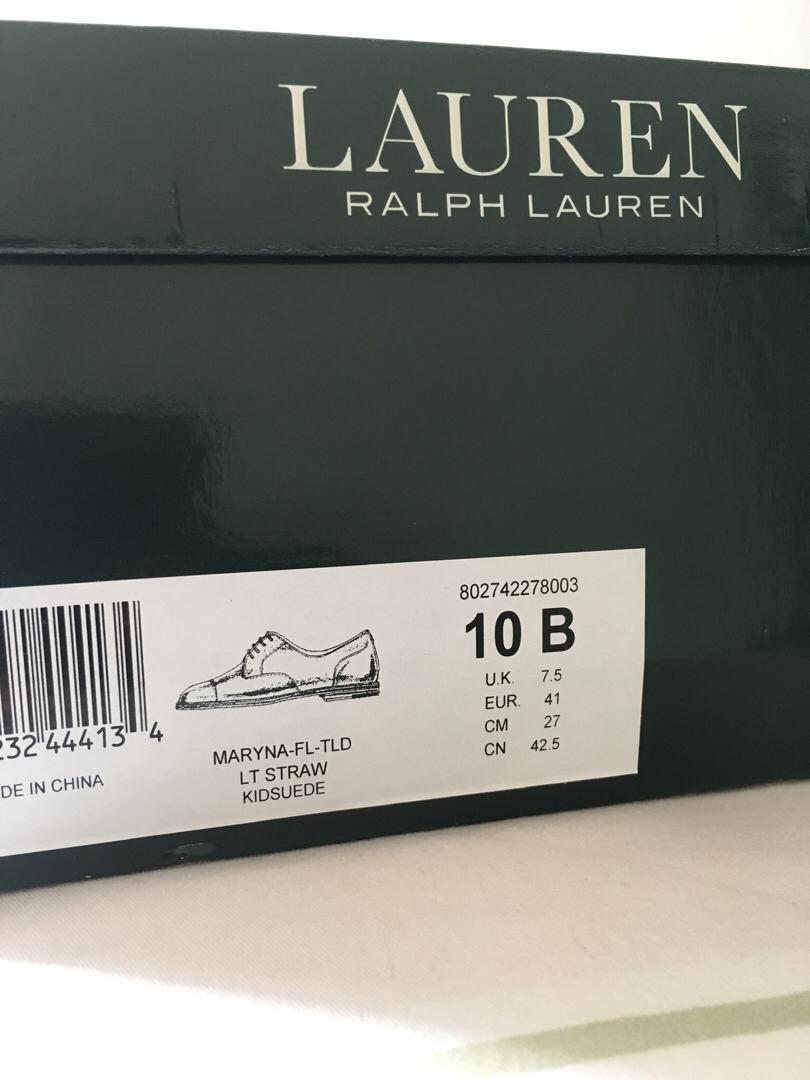 LAUREN
RALPH LAUREN
802742278003
10 B
U.K. 7.5
EUR. 41
CM 27
CN 42.5
MARYNA-FL-TLD
LT STRAW
KIDSUEDE
32 44413 4
DE IN CHINA